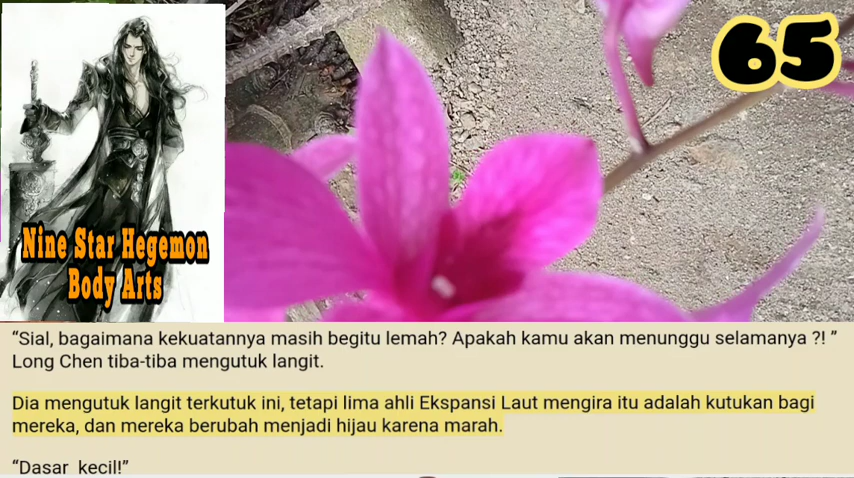 65
Nine Star Hegemon
Body Arts
“Sial, bagaimana kekuatannya masih begitu lemah? Apakah kamu akan menunggu selamanya ?! ”
Long Chen tiba-tiba mengutuk langit.
Dia mengutuk langit terkutuk ini, tetapi lima ahli Ekspansi Laut mengira itu adalah kutukan bagi
mereka, dan mereka berubah menjadi hijau karena marah.
“Dasar kecil!”